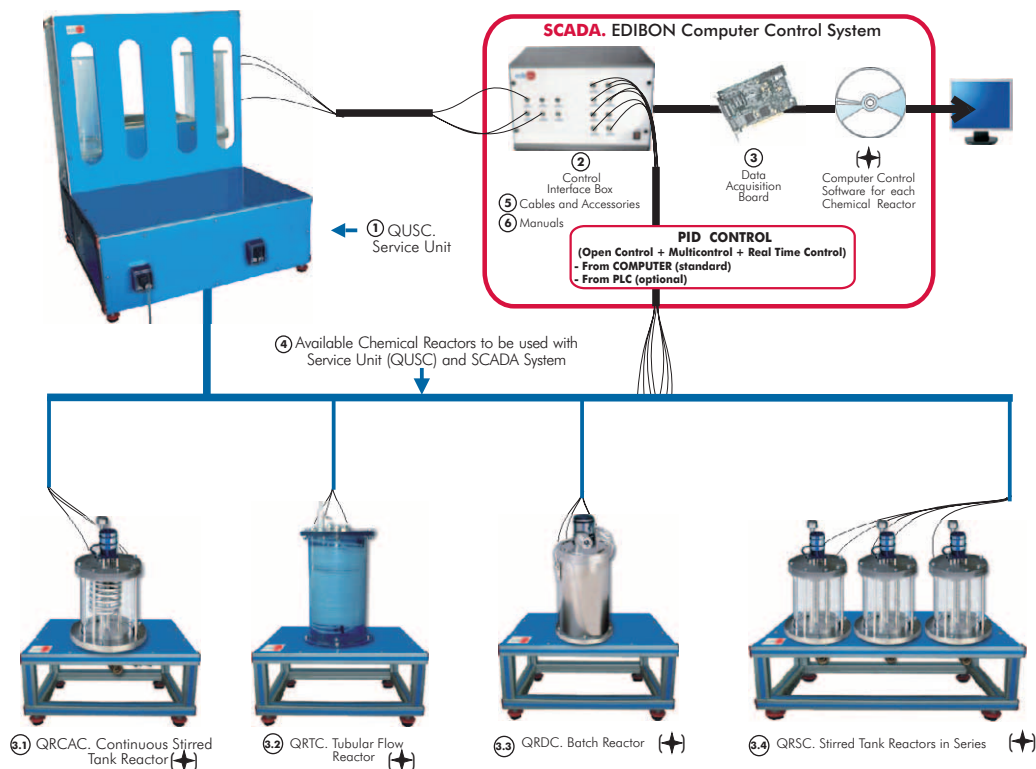 SCADA. EDIBON Computer Control System
1 QUSC.
Service Unit
2
Control
Interface Box
5 Cables and Accessories
6 Manuals
3
Data
Acquisition
Board
Computer Control
Software for each
Chemical Reactor
PID CONTROL
(Open Control + Multicontrol + Real Time Control)
- From COMPUTER (standard)
- From PLC (optional)
4 Available Chemical Reactors to be used with
Service Unit (QUSC) and SCADA System
3.1 QRCAC. Continuous Stirred
Tank Reactor
3.2 QRTC. Tubular Flow
Reactor
3.3 QRDC. Batch Reactor
3.4 QRSC. Stirred Tank Reactors in Series